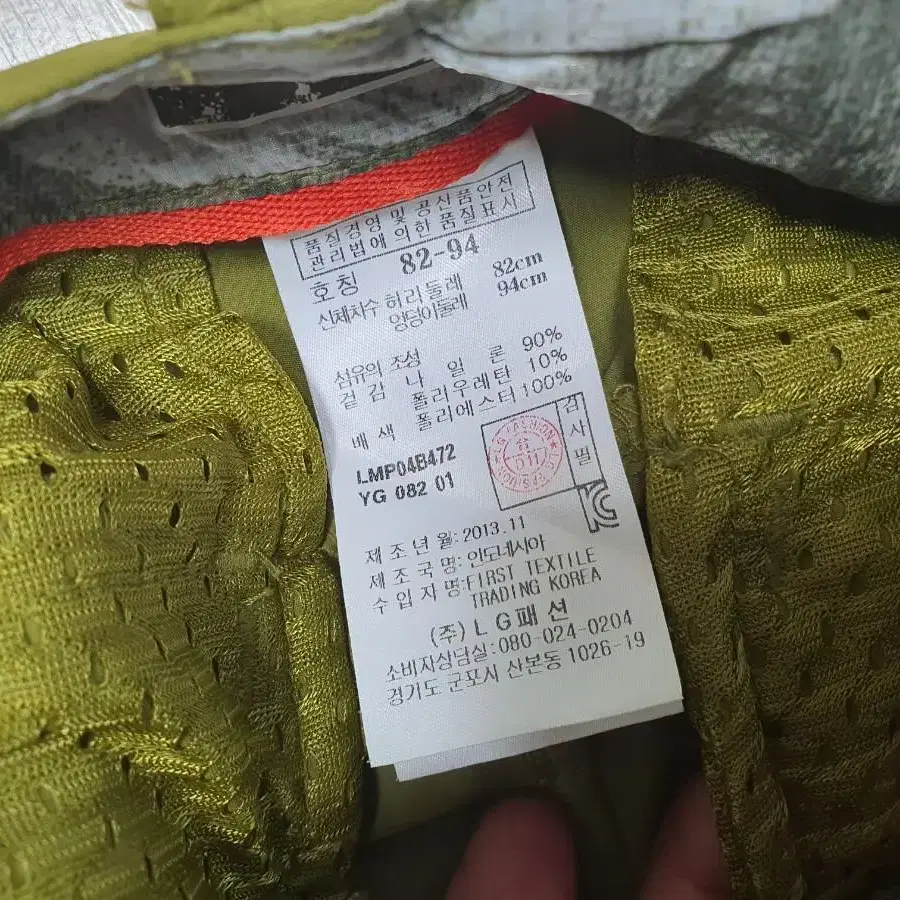 품질경영 및 공산품안전
관리법에 의한 품질표시
호칭 82-94
신체치수 허리둘레 82cm
엉덩이둘레 94cm
섬유의 조성
겉감 나일론 90%
폴리우레탄 10%
배색 폴리에스터 100%
LMP04B472
YG 082 01
검사필
LG FASHION
제조년월: 2013.11
제조국명: 인도네시아
수입자명: FIRST TEXTILE
TRADING KOREA
(주) L G 패션
소비자상담실: 080-024-0204
경기도 군포시 산본동 1026-19